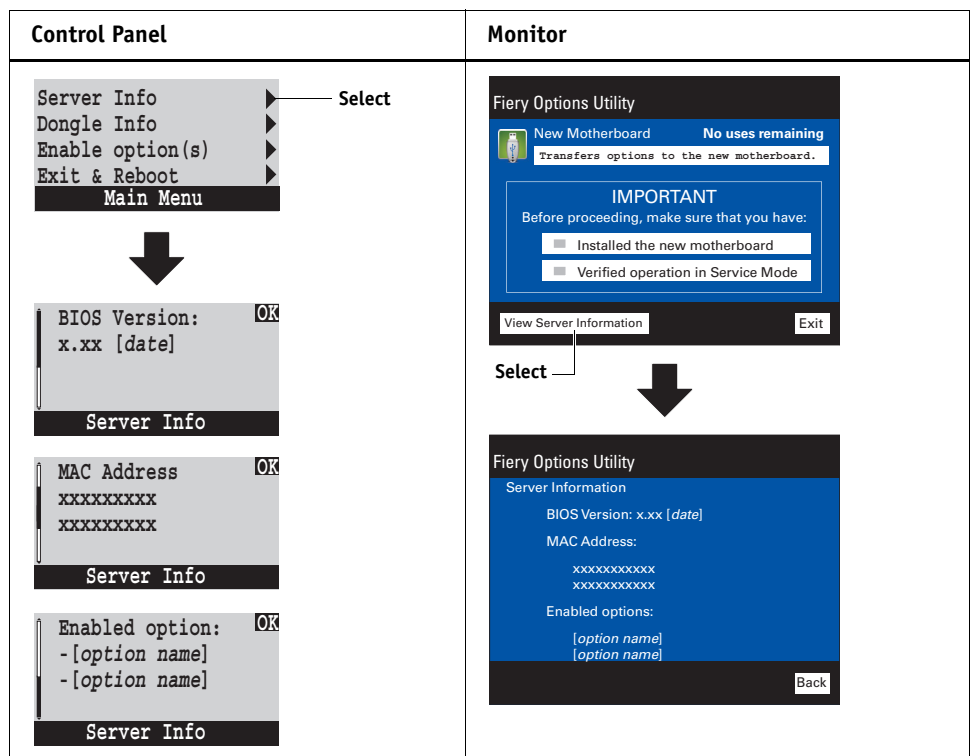 Control Panel
Monitor
Server Info
Select
Dongle Info
Enable option(s)
Exit & Reboot
Main Menu
BIOS Version:
OK
x.xx [date]
Server Info
MAC Address
OK
xxxxxxxxx
xxxxxxxxx
Server Info
Enabled option:
OK
-[option name]
-[option name]
Server Info
Fiery Options Utility
New Motherboard
No uses remaining
Transfers options to the new motherboard.
IMPORTANT
Before proceeding, make sure that you have:
Installed the new motherboard
Verified operation in Service Mode
View Server Information
Exit
Select
Fiery Options Utility
Server Information
BIOS Version: x.xx [date]
MAC Address:
xxxxxxxxxxx
xxxxxxxxxxx
Enabled options:
[option name]
[option name]
Back